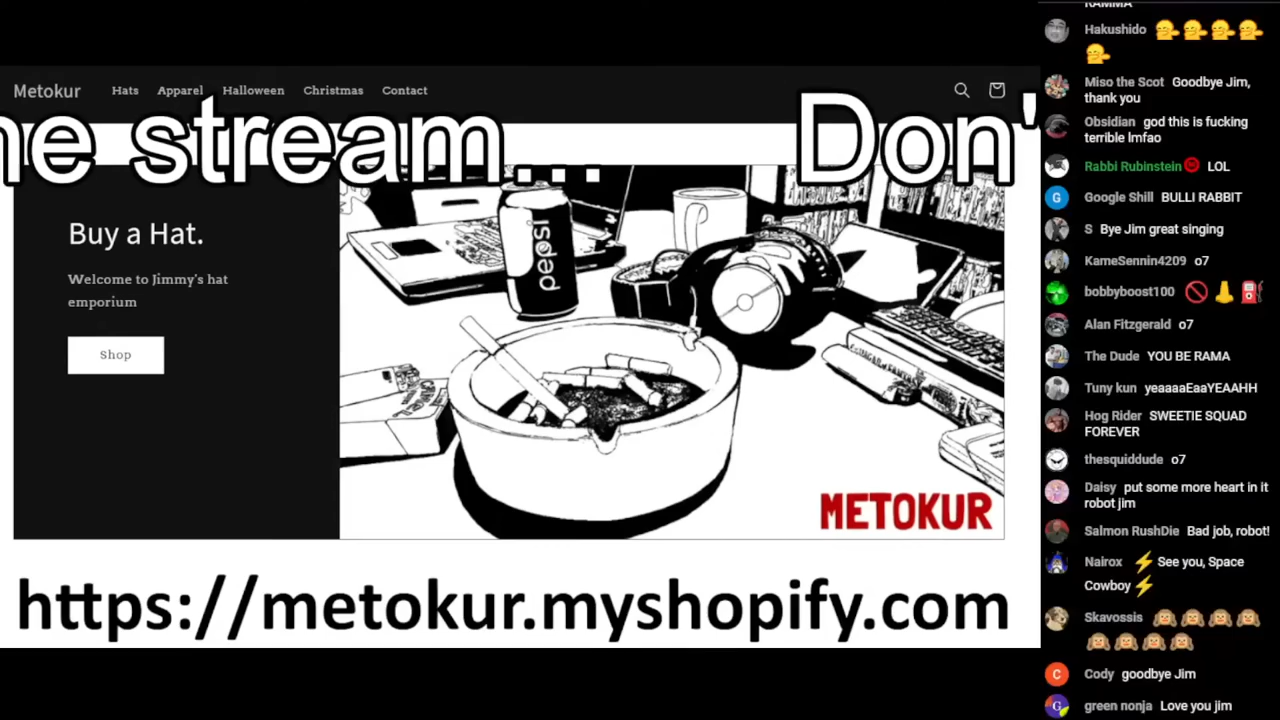 Metokur Hats Apparel Halloween Christmas Contact
he stream... Don'
Buy a Hat.
Welcome to Jimmy's hat
emporium
Shop
pepsi
METOKUR
https://metokur.myshopify.com
RAMMA
Hakushido
Miso the Scot Goodbye Jim,
thank you
Obsidian god this is fucking
terrible lmfao
Rabbi Rubinstein LOL
Google Shill BULLI RABBIT
S Bye Jim great singing
KameSennin4209 o7
bobbyboost100 🚫 👃 ⛽
Alan Fitzgerald o7
The Dude YOU BE RAMA
Tuny kun yeaaaaEaaYEAAHH
Hog Rider SWEETIE SQUAD
FOREVER
thesquiddude o7
Daisy put some more heart in it
robot jim
Salmon RushDie Bad job, robot!
Nairox ⚡ See you, Space
Cowboy ⚡
Skavossis 🙈 🙈 🙈 🙈
🙈 🙈 🙈 🙈
Cody goodbye Jim
green nonja Love you jim